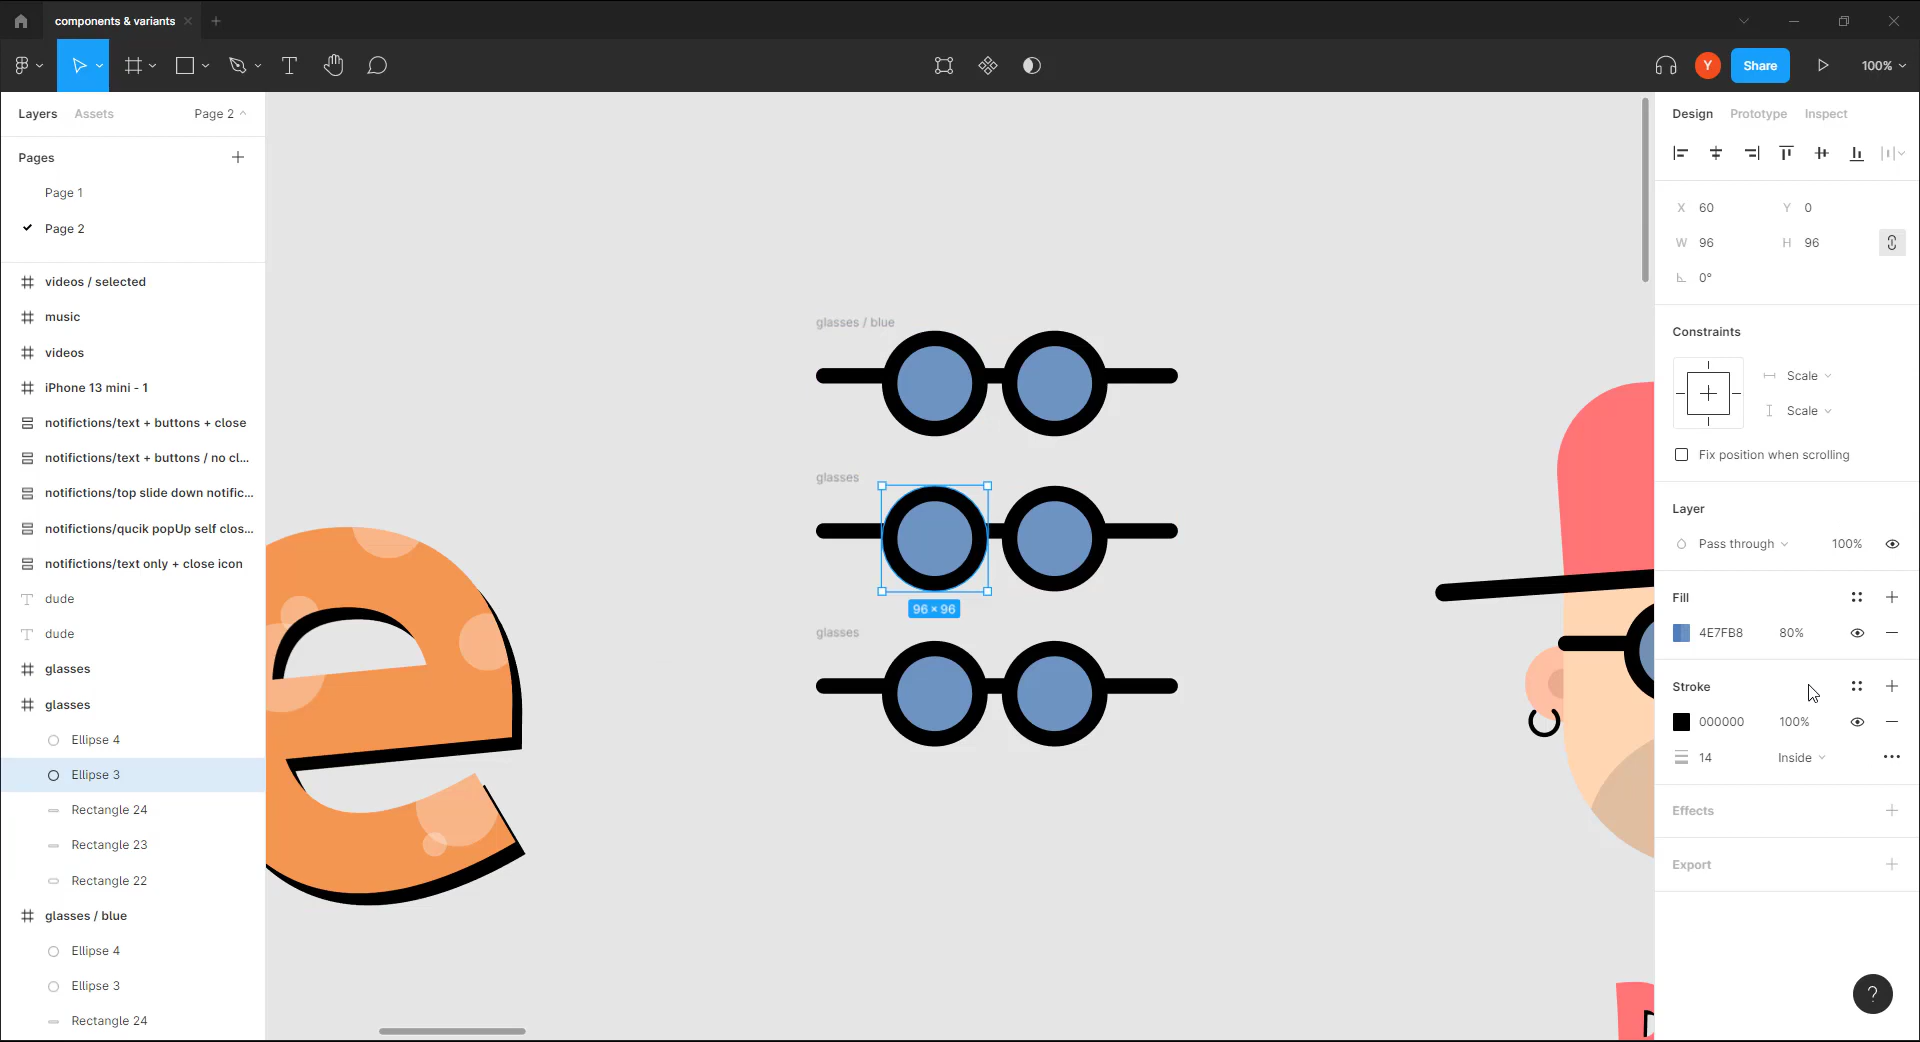 components & variants
Share
100%
Y
Layers
Assets
Page 2
Pages
Page 1
Page 2
videos / selected
music
videos
iPhone 13 mini - 1
notifictions/text + buttons + close
notifictions/text + buttons / no cl...
notifictions/top slide down notific...
notifictions/qucik popUp self clos...
notifictions/text only + close icon
dude
dude
glasses
glasses
Ellipse 4
Ellipse 3
Rectangle 24
Rectangle 23
Rectangle 22
glasses / blue
Ellipse 4
Ellipse 3
Rectangle 24
glasses / blue
glasses
96 × 96
glasses
Design
Prototype
Inspect
X 60
Y 0
W 96
H 96
0°
Constraints
Scale
Scale
Fix position when scrolling
Layer
Pass through
100%
Fill
4E7FB8
80%
Stroke
000000
100%
14
Inside
Effects
Export
?